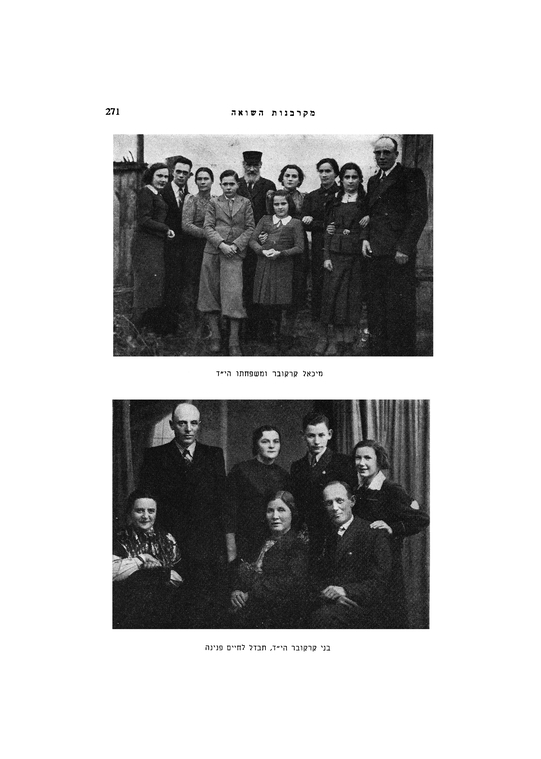 271
מקרבנות השואה
מיכאל קרקובר ומשפחתו הי״ד
בני קרקובר הי״ד, תבדל לחיים פנינה